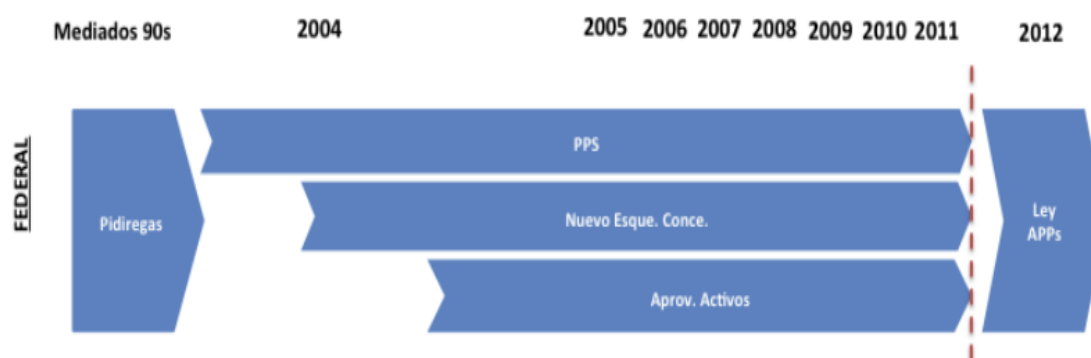 Mediados 90s 2004 2005 2006 2007 2008 2009 2010 2011 2012
FEDERAL
PPS
Pidiregas
Nuevo Esque. Conce.
Ley
APPs
Aprov. Activos